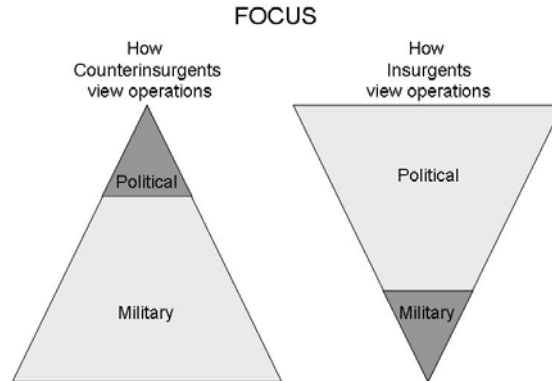 FOCUS
How
Counterinsurgents
view operations
How
Insurgents
view operations
Political
Military
Political
Military